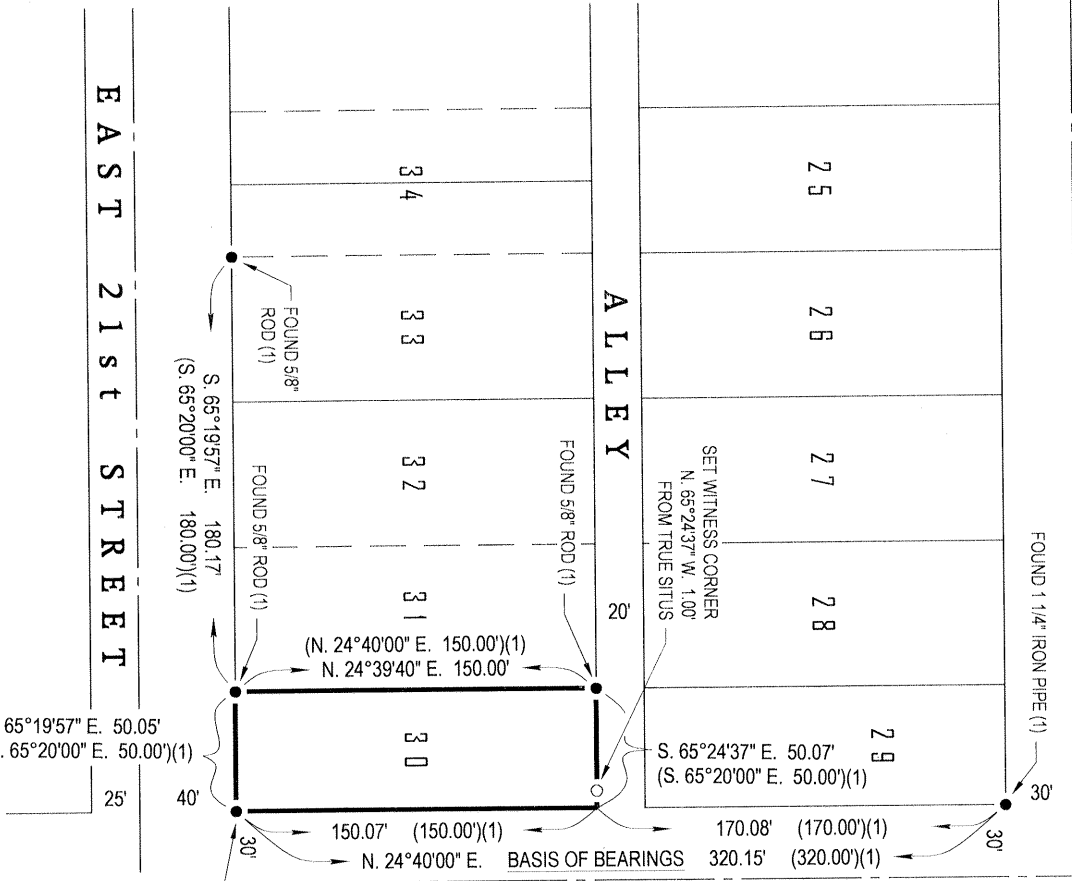 EAST 21st STREET
ALLEY
34
33
32
31
30
25
26
27
28
29
FOUND 5/8"
ROD (1)
S. 65°19'57" E. 180.17'
(S. 65°20'00" E. 180.00')(1)
FOUND 5/8" ROD (1)
FOUND 5/8" ROD (1)
SET WITNESS CORNER
N. 65°24'37" W. 1.00'
FROM TRUE SITUS
FOUND 1 1/4" IRON PIPE (1)
20'
(N. 24°40'00" E. 150.00')(1)
N. 24°39'40" E. 150.00'
65°19'57" E. 50.05'
. 65°20'00" E. 50.00')(1)
S. 65°24'37" E. 50.07'
(S. 65°20'00" E. 50.00')(1)
25'
40'
30'
30'
30'
150.07' (150.00')(1)
170.08' (170.00')(1)
N. 24°40'00" E. BASIS OF BEARINGS 320.15' (320.00')(1)